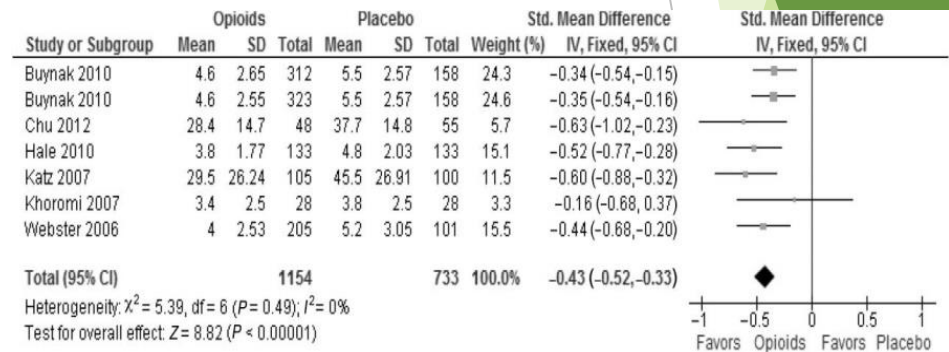 Opioids Placebo Std. Mean Difference Std. Mean Difference
Study or Subgroup Mean SD Total Mean SD Total Weight (%) IV, Fixed, 95% CI IV, Fixed, 95% CI
Buynak 2010 4.6 2.65 312 5.5 2.57 158 24.3 −0.34 (−0.54,−0.15)
Buynak 2010 4.6 2.55 323 5.5 2.57 158 24.6 −0.35 (−0.54,−0.16)
Chu 2012 28.4 14.7 48 37.7 14.8 55 5.7 −0.63 (−1.02,−0.23)
Hale 2010 3.8 1.77 133 4.8 2.03 133 15.1 −0.52 (−0.77,−0.28)
Katz 2007 29.5 26.24 105 45.5 26.91 100 11.5 −0.60 (−0.88,−0.32)
Khoromi 2007 3.4 2.5 28 3.8 2.5 28 3.3 −0.16 (−0.68, 0.37)
Webster 2006 4 2.53 205 5.2 3.05 101 15.5 −0.44 (−0.68,−0.20)
Total (95% CI) 1154 733 100.0% −0.43 (−0.52,−0.33)
Heterogeneity: χ² = 5.39, df = 6 (P = 0.49); I² = 0%
Test for overall effect: Z = 8.82 (P < 0.00001)
−1 −0.5 0 0.5 1
Favors Opioids Favors Placebo